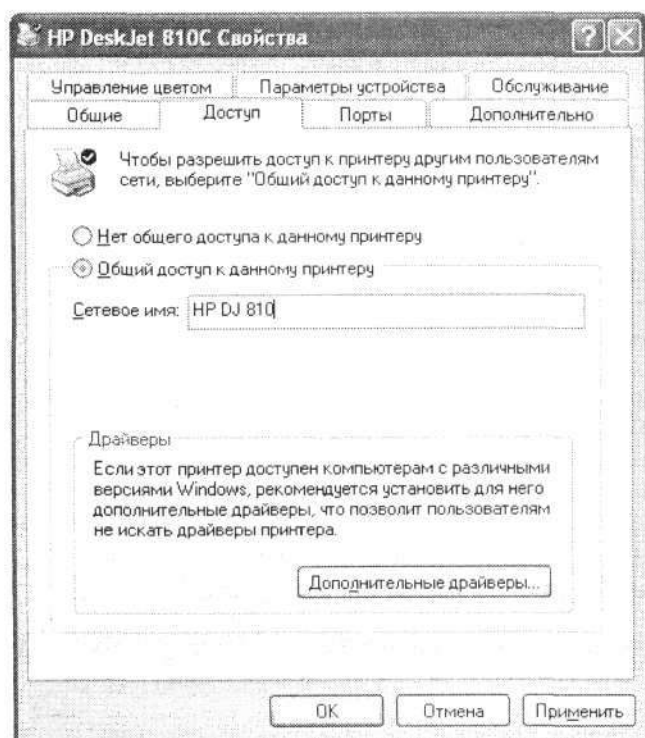 HP DeskJet 810C Свойства
Управление цветом Параметры устройства Обслуживание
Общие Доступ Порты Дополнительно
Чтобы разрешить доступ к принтеру другим пользователям
сети, выберите "Общий доступ к данному принтеру".
Нет общего доступа к данному принтеру
Общий доступ к данному принтеру
Сетевое имя: HP DJ 810
Драйверы
Если этот принтер доступен компьютерам с различными
версиями Windows, рекомендуется установить для него
дополнительные драйверы, что позволит пользователям
не искать драйверы принтера.
Дополнительные драйверы...
OK Отмена Применить